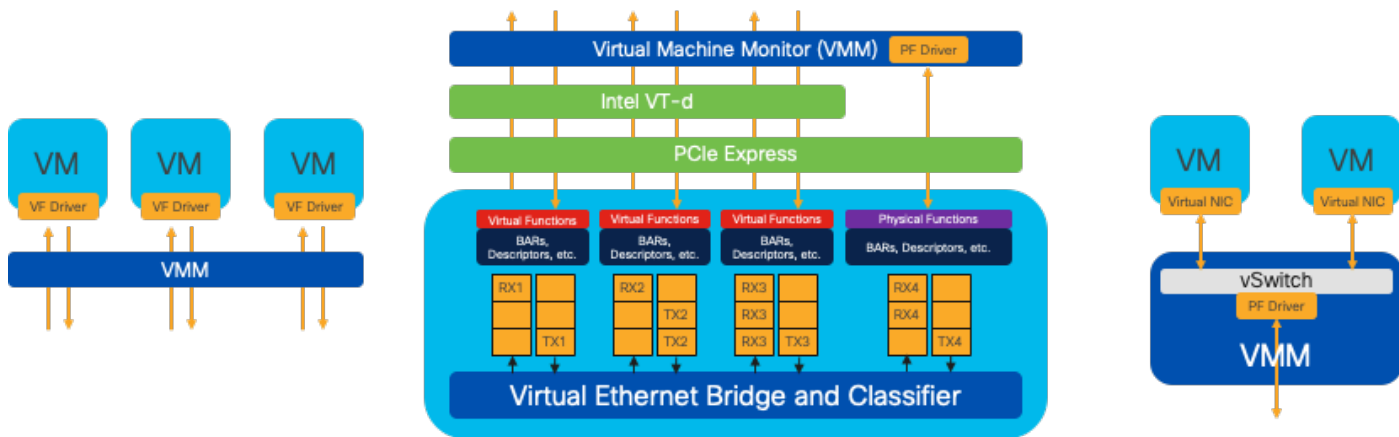 VM
VM
VM
VF Driver
VF Driver
VF Driver
VMM
Virtual Machine Monitor (VMM)
PF Driver
Intel VT-d
PCIe Express
Virtual Functions
Virtual Functions
Virtual Functions
Physical Functions
BARs,
Descriptors, etc.
BARs,
Descriptors, etc.
BARs,
Descriptors, etc.
BARs, Descriptors, etc.
RX1
RX2
RX3
RX4
TX2
RX3
RX4
TX1
TX2
RX3
TX3
TX4
Virtual Ethernet Bridge and Classifier
VM
VM
Virtual NIC
Virtual NIC
vSwitch
PF Driver
VMM